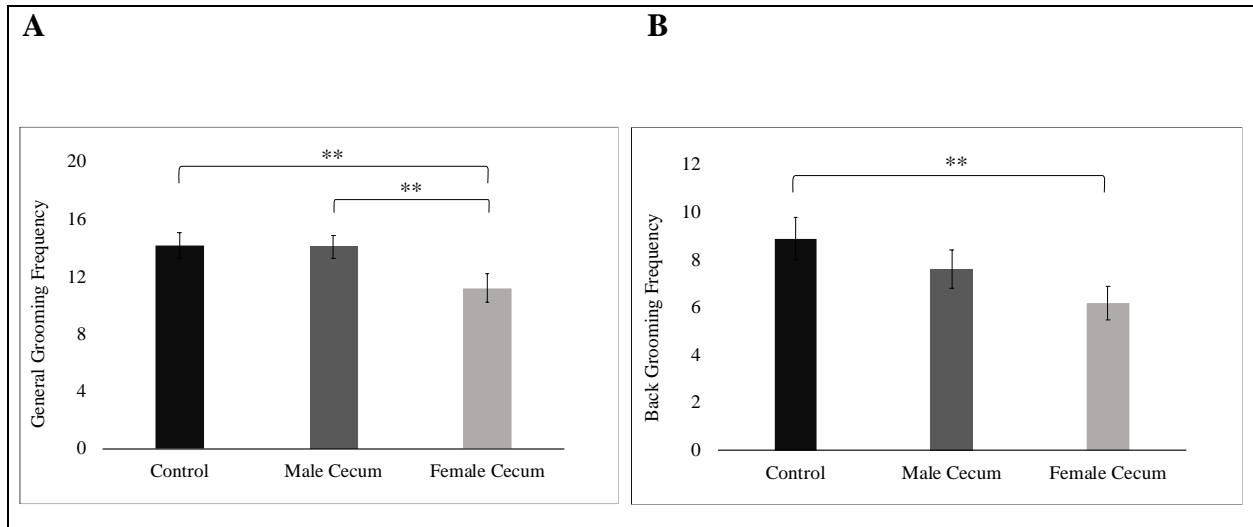 A
B
General Grooming Frequency
20
16
12
8
4
0
**
**
Control
Male Cecum
Female Cecum
Back Grooming Frequency
12
10
8
6
4
2
0
**
Control
Male Cecum
Female Cecum